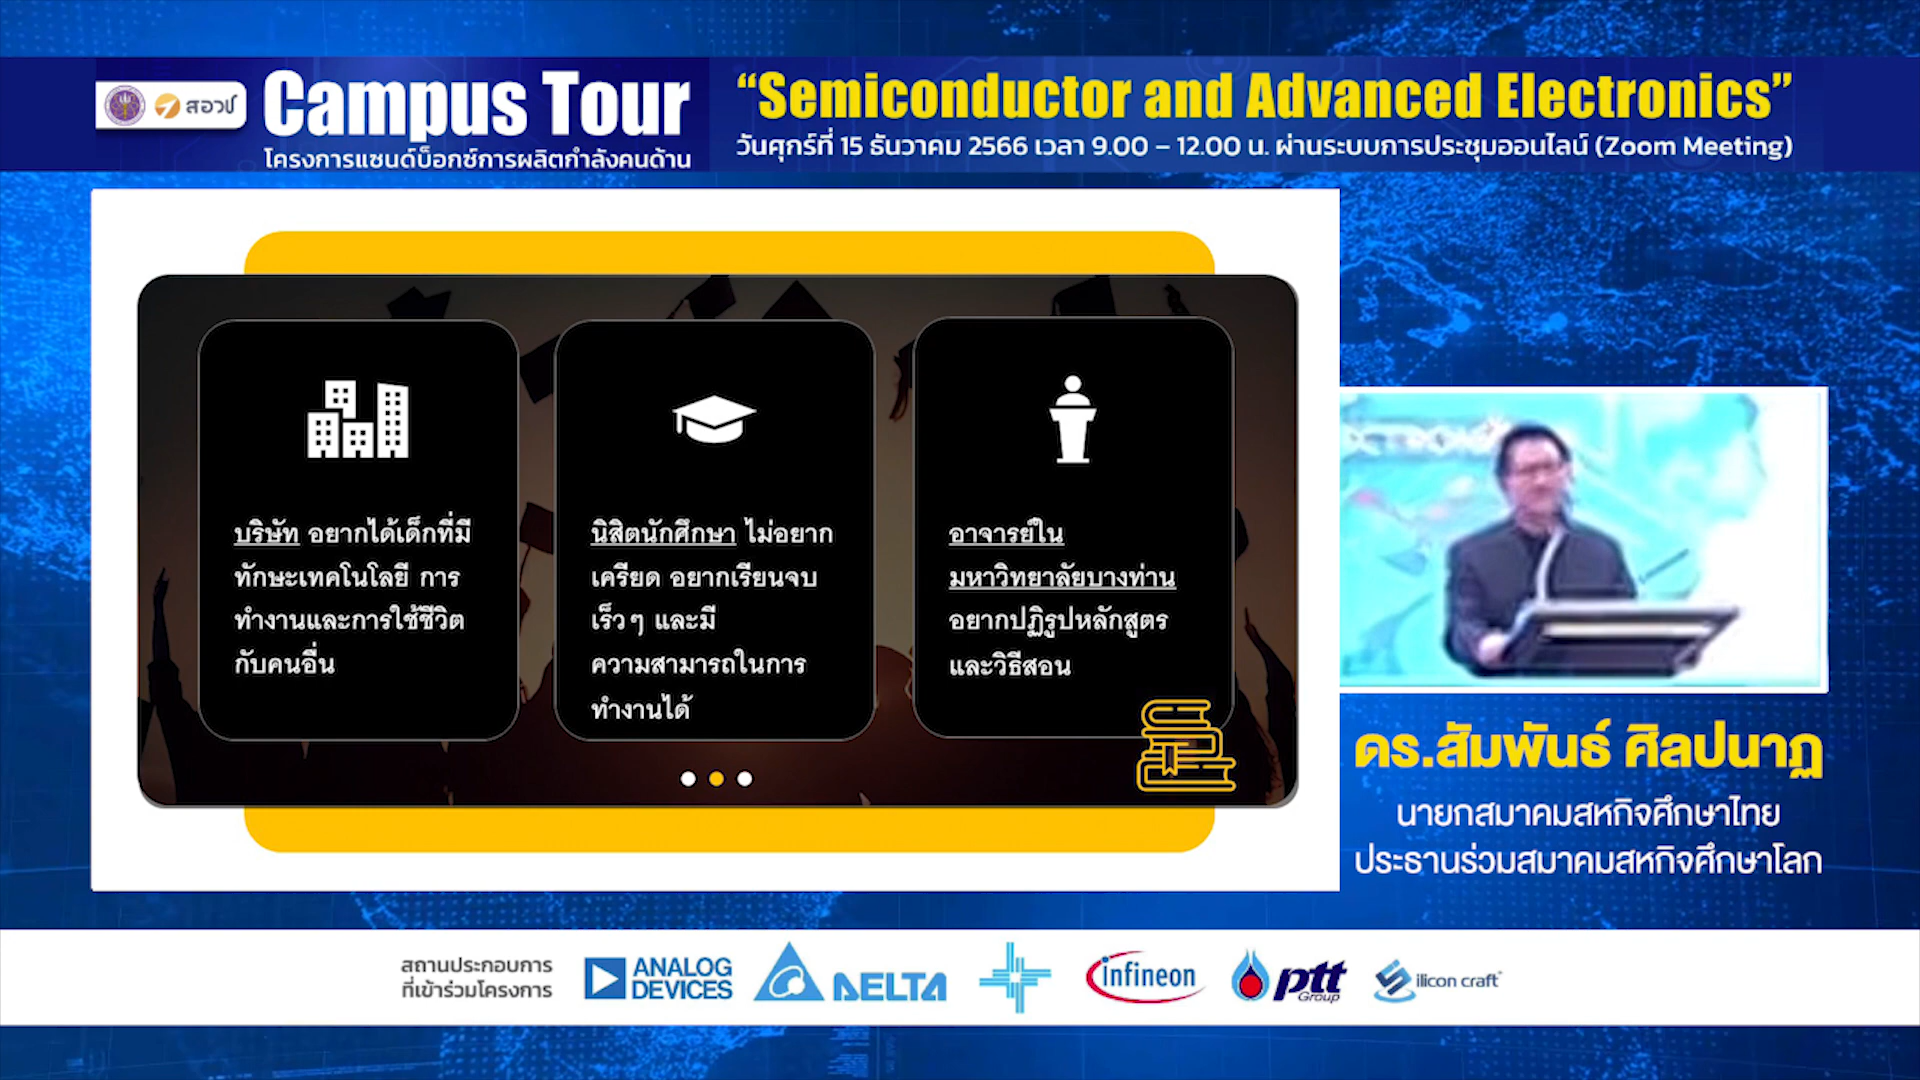 สอวช
Campus Tour
โครงการแซนด์บ็อกซ์การผลิตกำลังคนด้าน
“Semiconductor and Advanced Electronics”
วันศุกร์ที่ 15 ธันวาคม 2566 เวลา 9.00 – 12.00 น. ผ่านระบบการประชุมออนไลน์ (Zoom Meeting)
บริษัท อยากได้เด็กที่มี
ทักษะเทคโนโลยี การ
ทำงานและการใช้ชีวิต
กับคนอื่น
นิสิตนักศึกษา ไม่อยาก
เครียด อยากเรียนจบ
เร็วๆ และมี
ความสามารถในการ
ทำงานได้
อาจารย์ใน
มหาวิทยาลัยบางท่าน
อยากปฏิรูปหลักสูตร
และวิธีสอน
ดร.สัมพันธ์ ศิลปนาฎ
นายกสมาคมสหกิจศึกษาไทย
ประธานร่วมสมาคมสหกิจศึกษาโลก
สถานประกอบการ
ที่เข้าร่วมโครงการ
ANALOG
DEVICES
DELTA
infineon
ptt
Group
ilicon craft